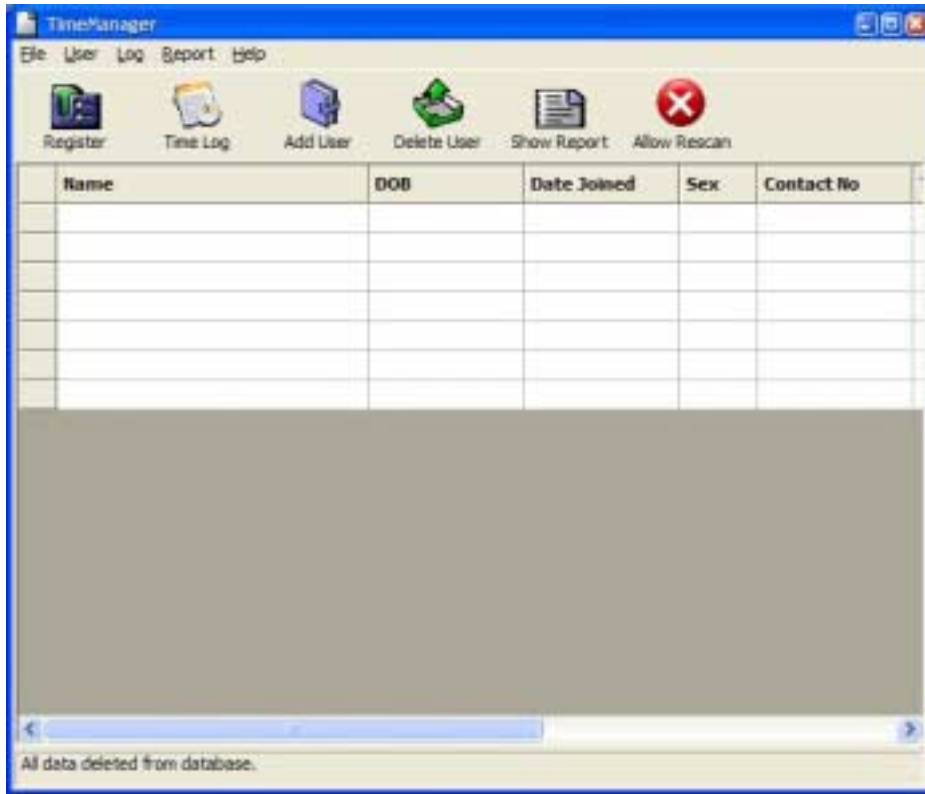 TimeManager
File User Log Report Help
Register Time Log Add User Delete User Show Report Allow Rescan
Name DOB Date Joined Sex Contact No
All data deleted from database.